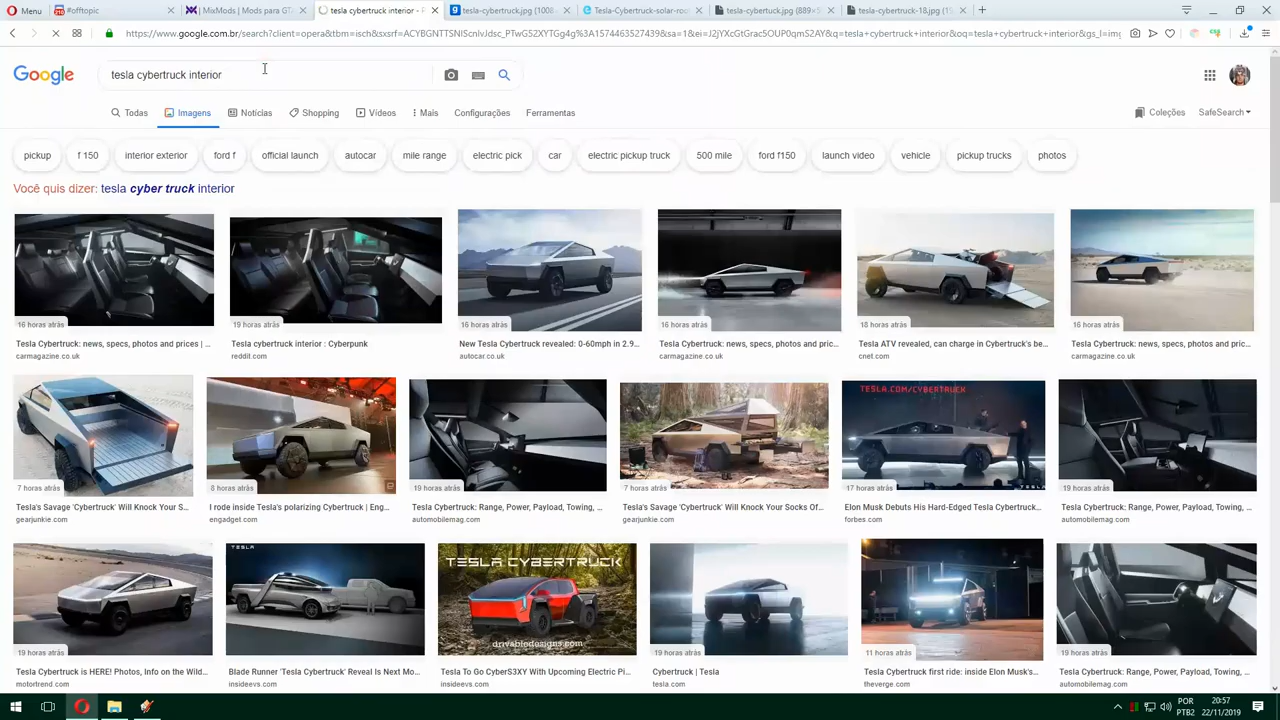 Menu
#offtopic
| MixMods | Mods para GT
tesla cybertruck interior - P
tesla-cybertuck.jpg (1008×
Tesla-Cybertruck-solar-roo
tesla-cybertuck.jpg (889×5
tesla-cybertruck-18.jpg (19
Google
tesla cybertruck interior
Todas
Imagens
Notícias
Shopping
Vídeos
Mais
Configurações
Ferramentas
Coleções
SafeSearch
pickup
f 150
interior exterior
ford f
official launch
autocar
mile range
electric pick
car
electric pickup truck
500 mile
ford f150
launch video
vehicle
pickup trucks
photos
Você quis dizer: tesla cyber truck interior
16 horas atrás
19 horas atrás
16 horas atrás
16 horas atrás
18 horas atrás
16 horas atrás
Tesla Cybertruck: news, specs, photos and prices | ...
Tesla cybertruck interior : Cyberpunk
New Tesla Cybertruck revealed: 0-60mph in 2.9...
Tesla Cybertruck: news, specs, photos and pric...
Tesla ATV revealed, can charge in Cybertruck's be...
Tesla Cybertruck: news, specs, photos and pric...
carmagazine.co.uk
reddit.com
autocar.co.uk
carmagazine.co.uk
cnet.com
carmagazine.co.uk
TESLA.COM/CYBERTRUCK
TESLA
7 horas atrás
8 horas atrás
19 horas atrás
7 horas atrás
17 horas atrás
19 horas atrás
Tesla's Savage 'Cybertruck' Will Knock Your S...
I rode inside Tesla's polarizing Cybertruck | Eng...
Tesla Cybertruck: Range, Power, Payload, Towing, ...
Tesla's Savage 'Cybertruck' Will Knock Your Socks Of...
Elon Musk Debuts His Hard-Edged Tesla Cybertruck...
Tesla Cybertruck: Range, Power, Payload, Towing, ...
gearjunkie.com
engadget.com
automobilemag.com
gearjunkie.com
forbes.com
automobilemag.com
TESLA
TESLA CYBERTRUCK
drivabledesigns.com
19 horas atrás
19 horas atrás
11 horas atrás
19 horas atrás
Tesla Cybertruck is HERE! Photos, Info on the Wild...
Blade Runner 'Tesla Cybertruck' Reveal Is Next Mo...
Tesla To Go CyberS3XY With Upcoming Electric Pi...
Cybertruck | Tesla
Tesla Cybertruck first ride: inside Elon Musk's...
Tesla Cybertruck: Range, Power, Payload, Towing, ...
motortrend.com
insideevs.com
insideevs.com
tesla.com
theverge.com
automobilemag.com
POR
PTB2
20:57
22/11/2019